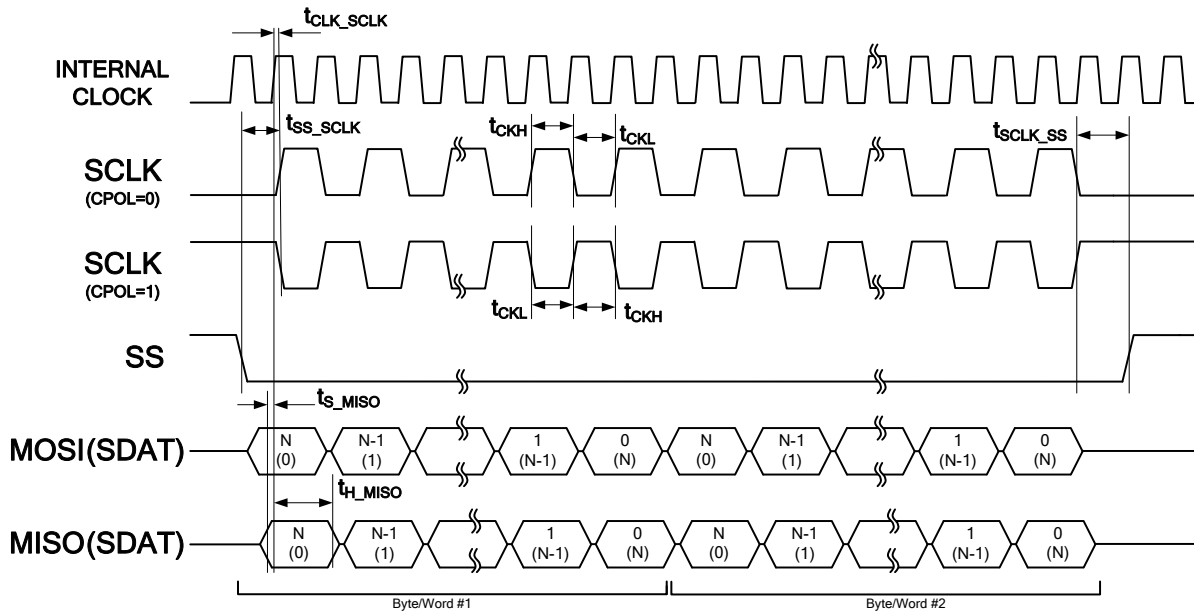 tCLK_SCLK
INTERNAL
CLOCK
tSS_SCLK
tCKH
tCKL
tSCLK_SS
SCLK
(CPOL=0)
SCLK
(CPOL=1)
tCKL
tCKH
SS
tS_MISO
MOSI(SDAT)
N
(0)
N-1
(1)
1
(N-1)
0
(N)
N
(0)
N-1
(1)
1
(N-1)
0
(N)
tH_MISO
MISO(SDAT)
N
(0)
N-1
(1)
1
(N-1)
0
(N)
N
(0)
N-1
(1)
1
(N-1)
0
(N)
Byte/Word #1
Byte/Word #2